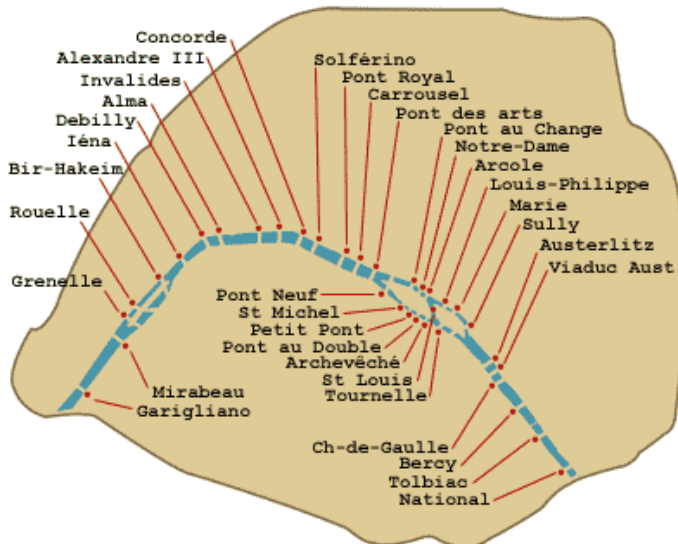 Concorde
Alexandre III
Invalides
Alma
Debilly
Iéna
Bir-Hakeim
Rouelle
Grenelle
Solférino
Pont Royal
Carrousel
Pont des arts
Pont au Change
Notre-Dame
Arcole
Louis-Philippe
Marie
Sully
Austerlitz
Viaduc Aust.
Pont Neuf
St Michel
Petit Pont
Pont au Double
Archevêché
St Louis
Tournelle
Mirabeau
Garigliano
Ch-de-Gaulle
Bercy
Tolbiac
National